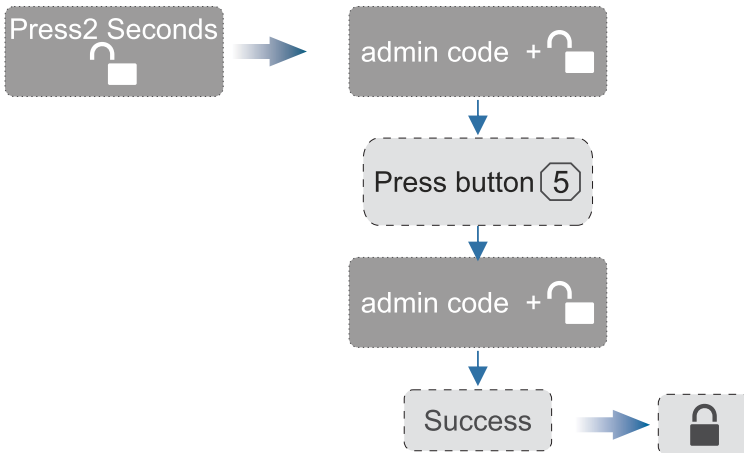 Press2 Seconds
admin code +
Press button 5
admin code +
Success